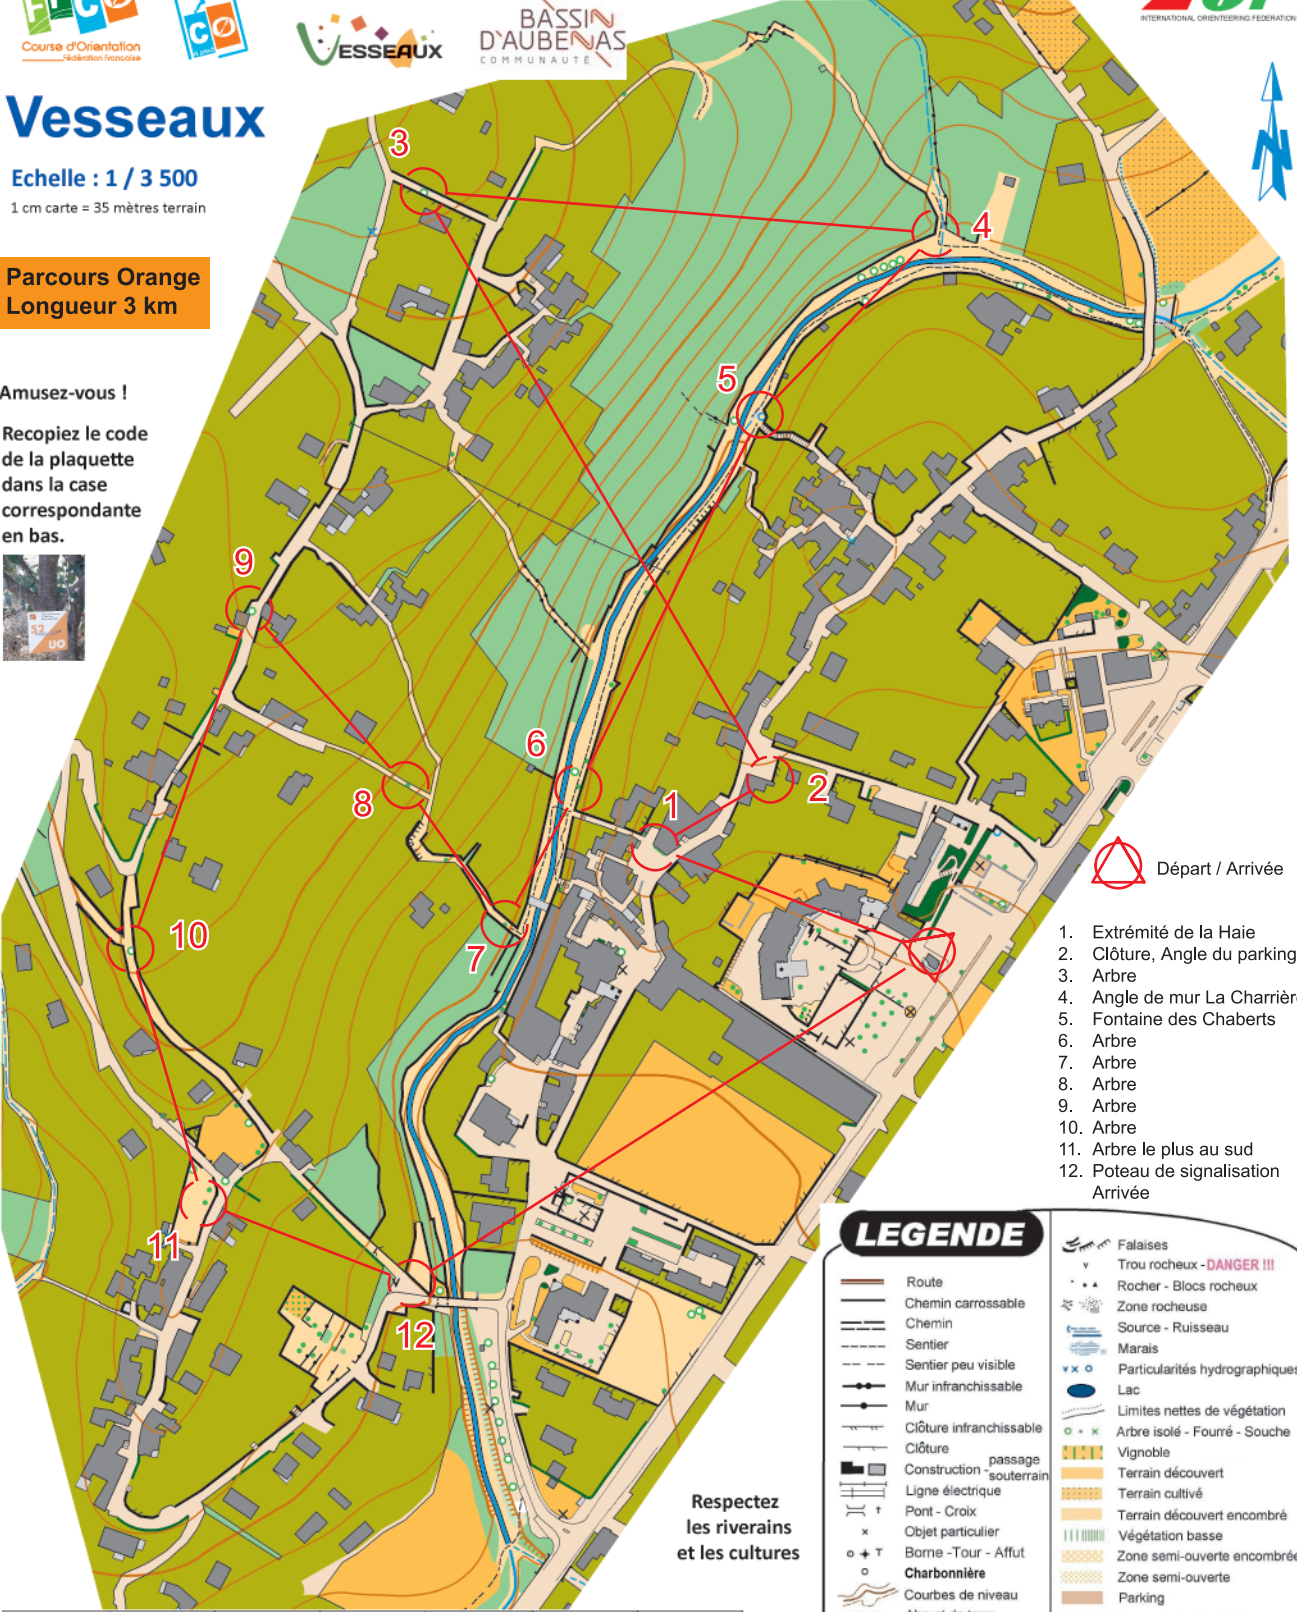 Course d'Orientation
Fédération Française
VESSEAUX
BASSIN
D'AUBENAS
COMMUNAUTÉ
INTERNATIONAL ORIENTEERING FEDERATION
Vesseaux
Echelle : 1 / 3 500
1 cm carte = 35 mètres terrain
N
Parcours Orange
Longueur 3 km
Amusez-vous !
Recopiez le code
de la plaquette
dans la case
correspondante
en bas.
52
UO
3
4
5
9
6
8
2
1
7
10
11
12
Départ / Arrivée
1. Extrémité de la Haie
2. Clôture, Angle du parking
3. Arbre
4. Angle de mur La Charrièr
5. Fontaine des Chaberts
6. Arbre
7. Arbre
8. Arbre
9. Arbre
10. Arbre
11. Arbre le plus au sud
12. Poteau de signalisation
Arrivée
Respectez
les riverains
et les cultures
LEGENDE
Route
Chemin carrossable
Chemin
Sentier
Sentier peu visible
Mur infranchissable
Mur
Clôture infranchissable
Clôture
Construction - passage
souterrain
Ligne électrique
Pont - Croix
Objet particulier
Borne -Tour - Affut
Charbonnière
Courbes de niveau
Falaises
Trou rocheux - DANGER !!!
Rocher - Blocs rocheux
Zone rocheuse
Source - Ruisseau
Marais
Particularités hydrographiques
Lac
Limites nettes de végétation
Arbre isolé - Fourré - Souche
Vignoble
Terrain découvert
Terrain cultivé
Terrain découvert encombré
Végétation basse
Zone semi-ouverte encombrée
Zone semi-ouverte
Parking